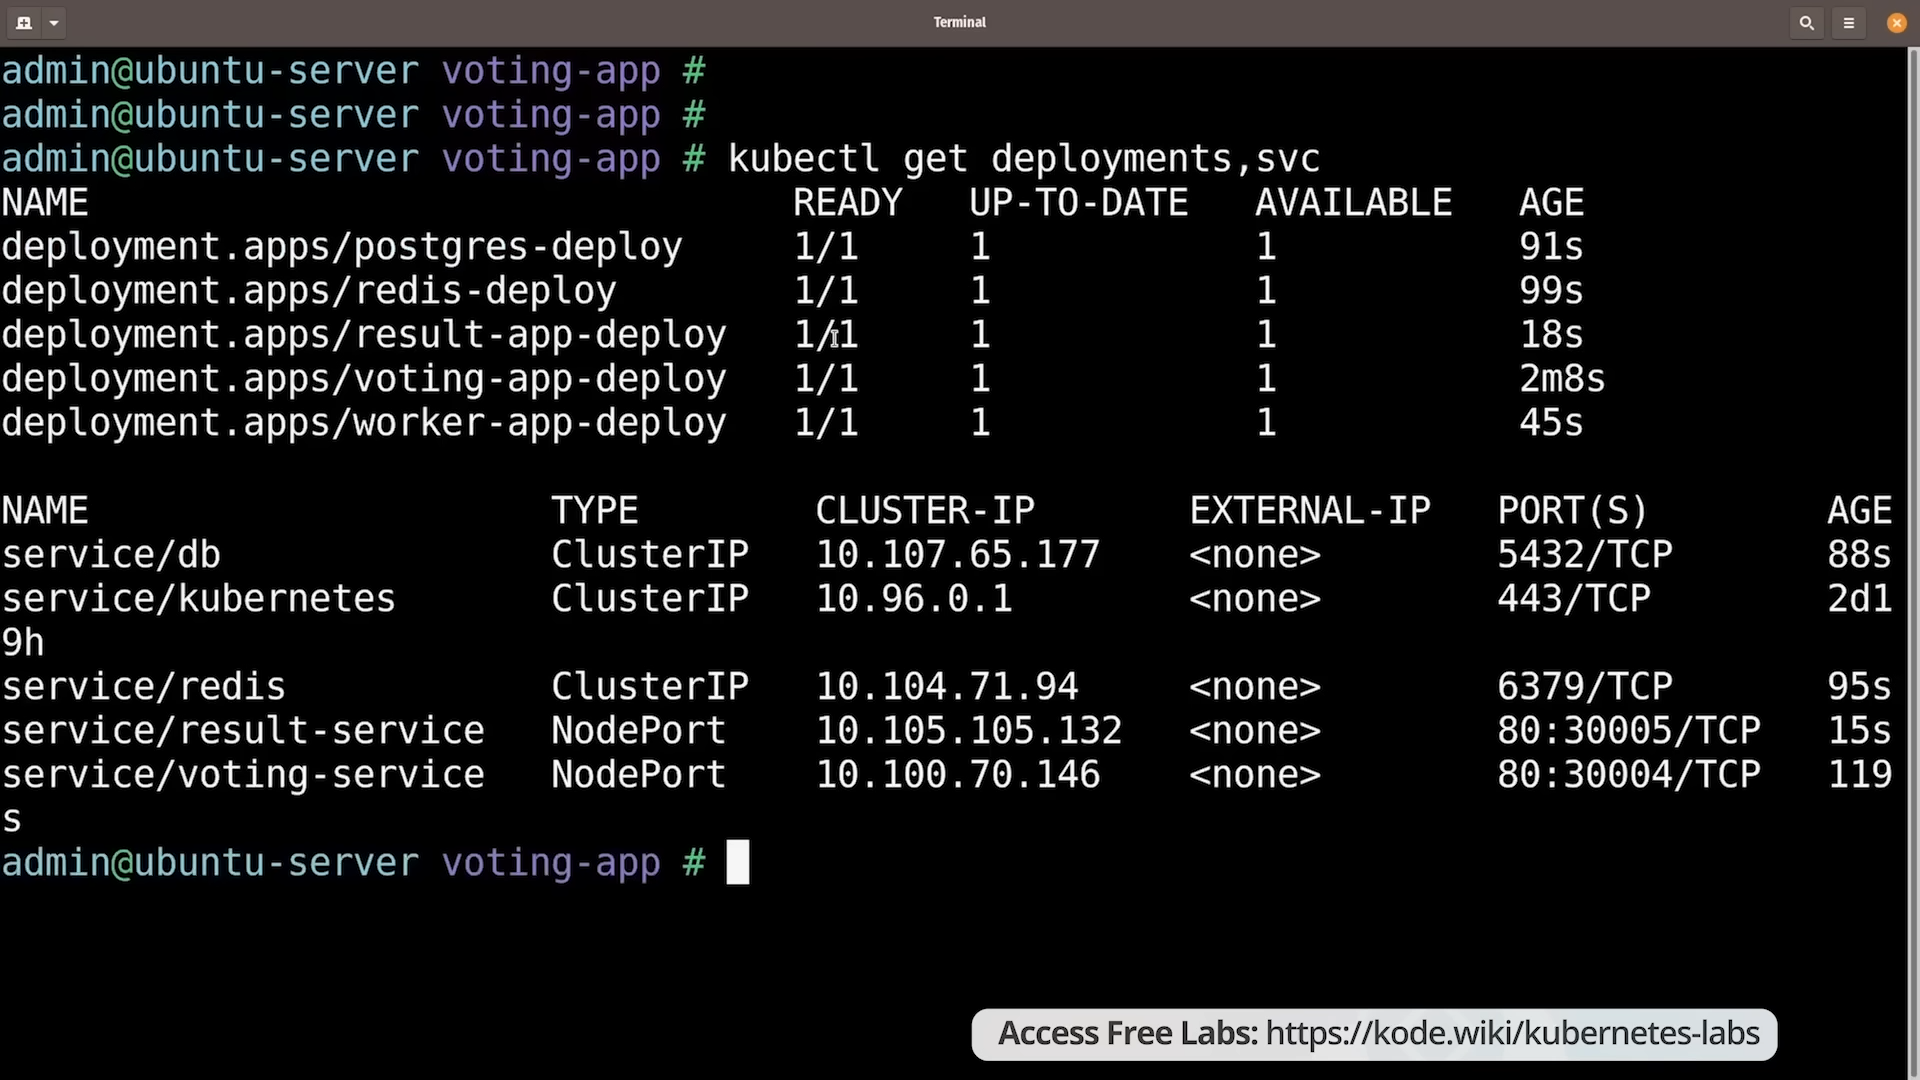 Terminal
admin@ubuntu-server voting-app #
admin@ubuntu-server voting-app #
admin@ubuntu-server voting-app # kubectl get deployments,svc
NAME READY UP-TO-DATE AVAILABLE AGE
deployment.apps/postgres-deploy 1/1 1 1 91s
deployment.apps/redis-deploy 1/1 1 1 99s
deployment.apps/result-app-deploy 1/1 1 1 18s
deployment.apps/voting-app-deploy 1/1 1 1 2m8s
deployment.apps/worker-app-deploy 1/1 1 1 45s
NAME TYPE CLUSTER-IP EXTERNAL-IP PORT(S) AGE
service/db ClusterIP 10.107.65.177 <none> 5432/TCP 88s
service/kubernetes ClusterIP 10.96.0.1 <none> 443/TCP 2d1
9h
service/redis ClusterIP 10.104.71.94 <none> 6379/TCP 95s
service/result-service NodePort 10.105.105.132 <none> 80:30005/TCP 15s
service/voting-service NodePort 10.100.70.146 <none> 80:30004/TCP 119
s
admin@ubuntu-server voting-app #
Access Free Labs: https://kode.wiki/kubernetes-labs